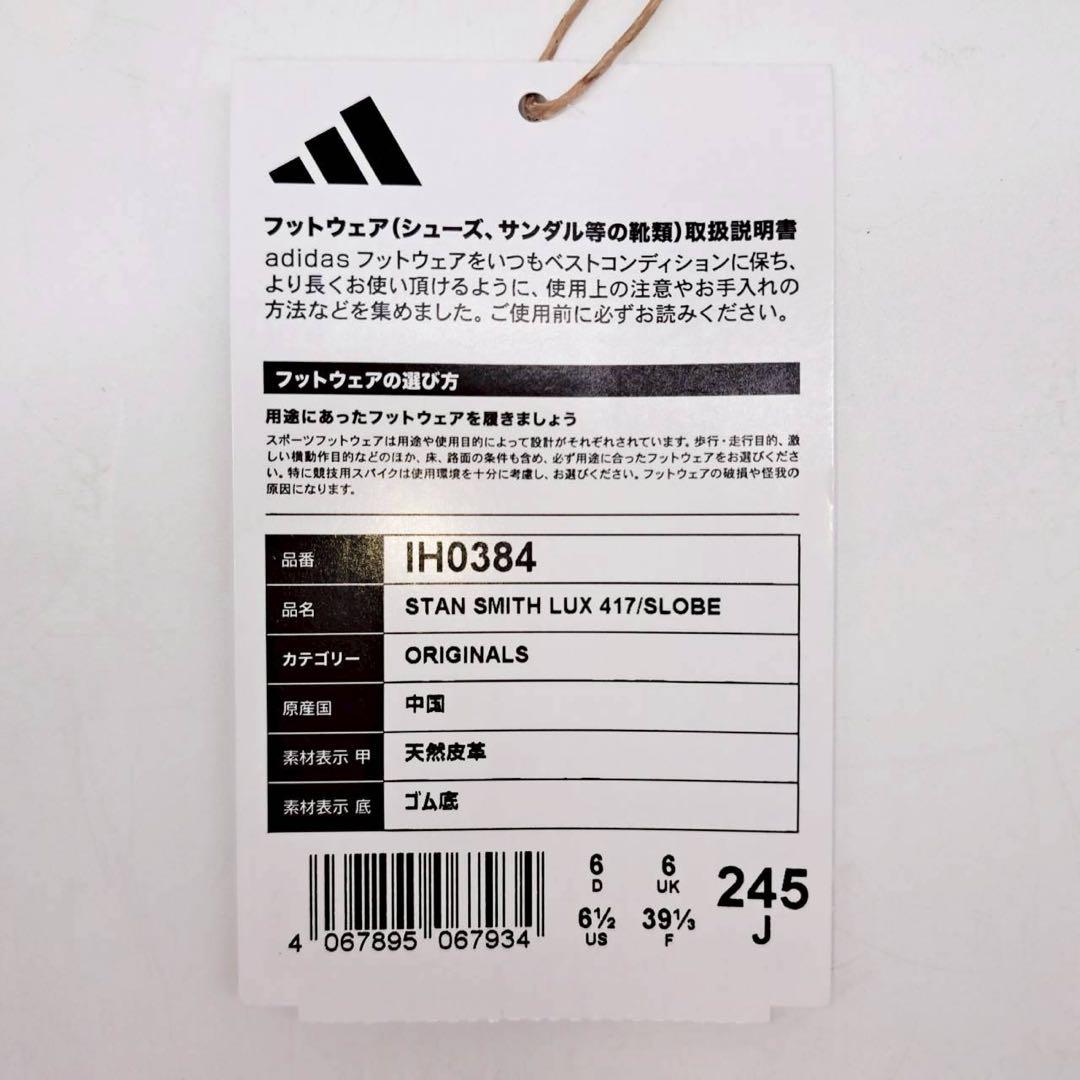 フットウェア(シューズ、サンダル等の靴類)取扱説明書
adidas フットウェアをいつもベストコンディションに保ち、
より長くお使い頂けるように、使用上の注意やお手入れの
方法などを集めました。ご使用前に必ずお読みください。
フットウェアの選び方
用途にあったフットウェアを履きましょう
スポーツフットウェアは用途や使用目的によって設計がそれぞれされています。歩行・走行目的、激
しい横動作目的などのほか、床、路面の条件も含め、必ず用途に合ったフットウェアをお選びくださ
い。特に競技用スパイクは使用環境を十分に考慮し、お選びください。フットウェアの破損や怪我の
原因になります。
品番 IH0384
品名 STAN SMITH LUX 417/SLOBE
カテゴリー ORIGINALS
原産国 中国
素材表示 甲 天然皮革
素材表示 底 ゴム底
4 067895 067934
6 D 6 UK
6½ US 39⅓ F
245 J